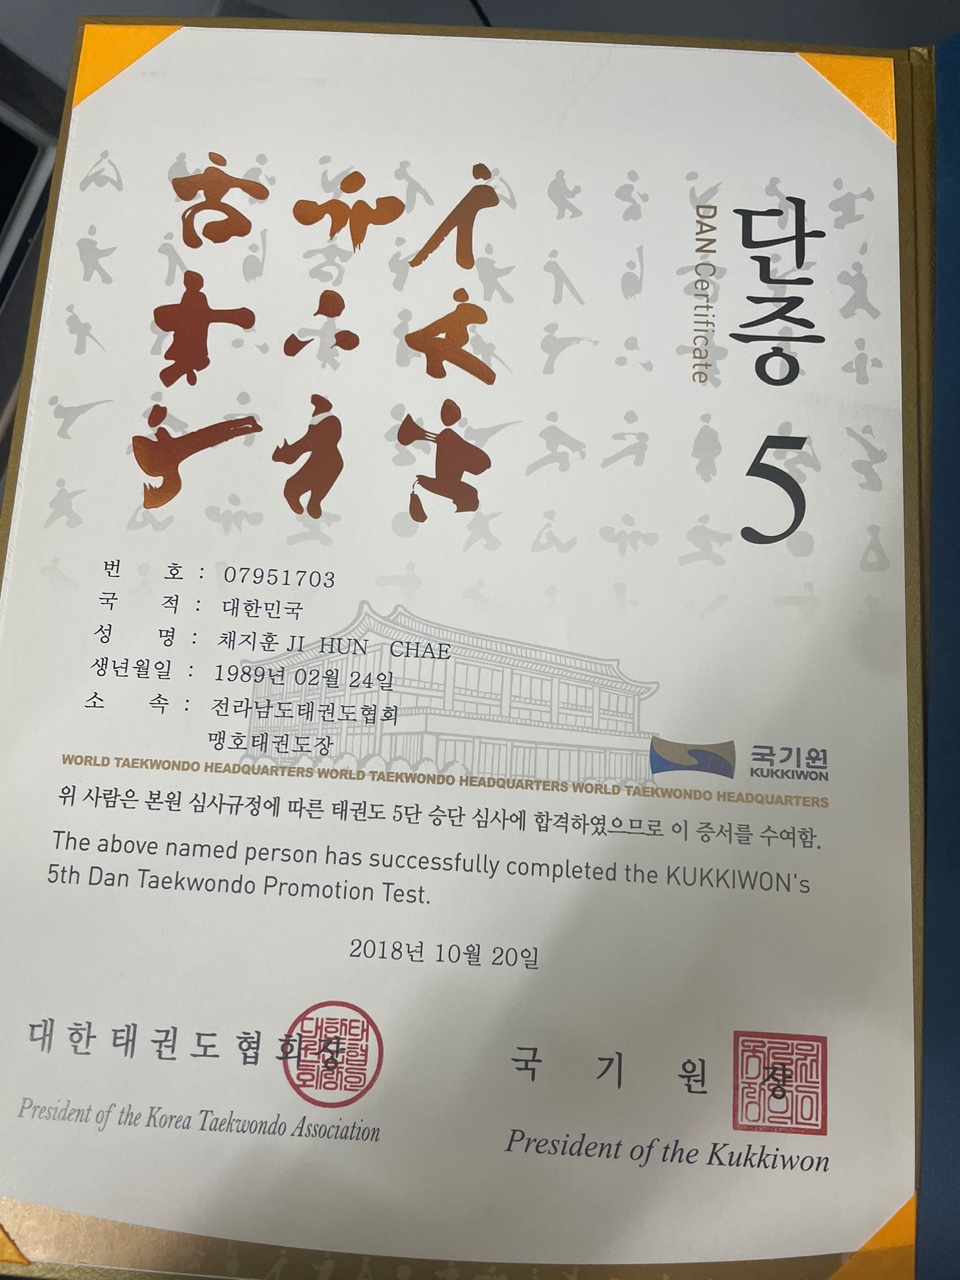 단증
DAN Certificate
5
번 호 : 07951703
국 적 : 대한민국
성 명 : 채지훈 JI HUN CHAE
생년월일 : 1989년 02월 24일
소 속 : 전라남도태권도협회
맹호태권도장
국기원
KUKKIWON
WORLD TAEKWONDO HEADQUARTERS WORLD TAEKWONDO HEADQUARTERS WORLD TAEKWONDO HEADQUARTERS
위 사람은 본원 심사규정에 따른 태권도 5단 승단 심사에 합격하였으므로 이 증서를 수여함.
The above named person has successfully completed the KUKKIWON's
5th Dan Taekwondo Promotion Test.
2018년 10월 20일
대한태권도협회장
President of the Korea Taekwondo Association
국 기 원 장
President of the Kukkiwon